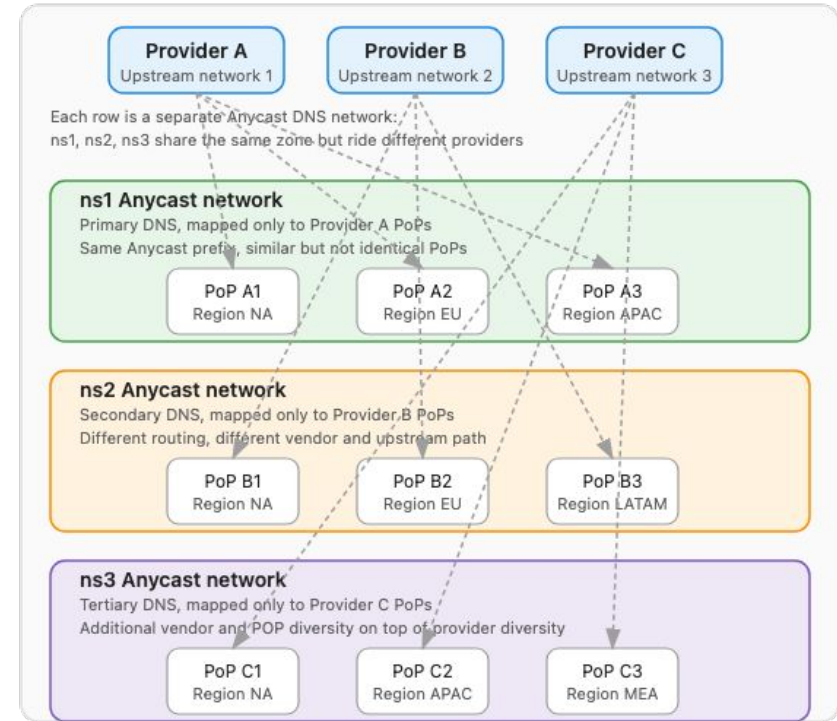 Provider A
Upstream network 1
Provider B
Upstream network 2
Provider C
Upstream network 3
Each row is a separate Anycast DNS network:
ns1, ns2, ns3 share the same zone but ride different providers
ns1 Anycast network
Primary DNS, mapped only to Provider A PoPs
Same Anycast prefix, similar but not identical PoPs
PoP A1
Region NA
PoP A2
Region EU
PoP A3
Region APAC
ns2 Anycast network
Secondary DNS, mapped only to Provider B PoPs
Different routing, different vendor and upstream path
PoP B1
Region NA
PoP B2
Region EU
PoP B3
Region LATAM
ns3 Anycast network
Tertiary DNS, mapped only to Provider C PoPs
Additional vendor and POP diversity on top of provider diversity
PoP C1
Region NA
PoP C2
Region APAC
PoP C3
Region MEA